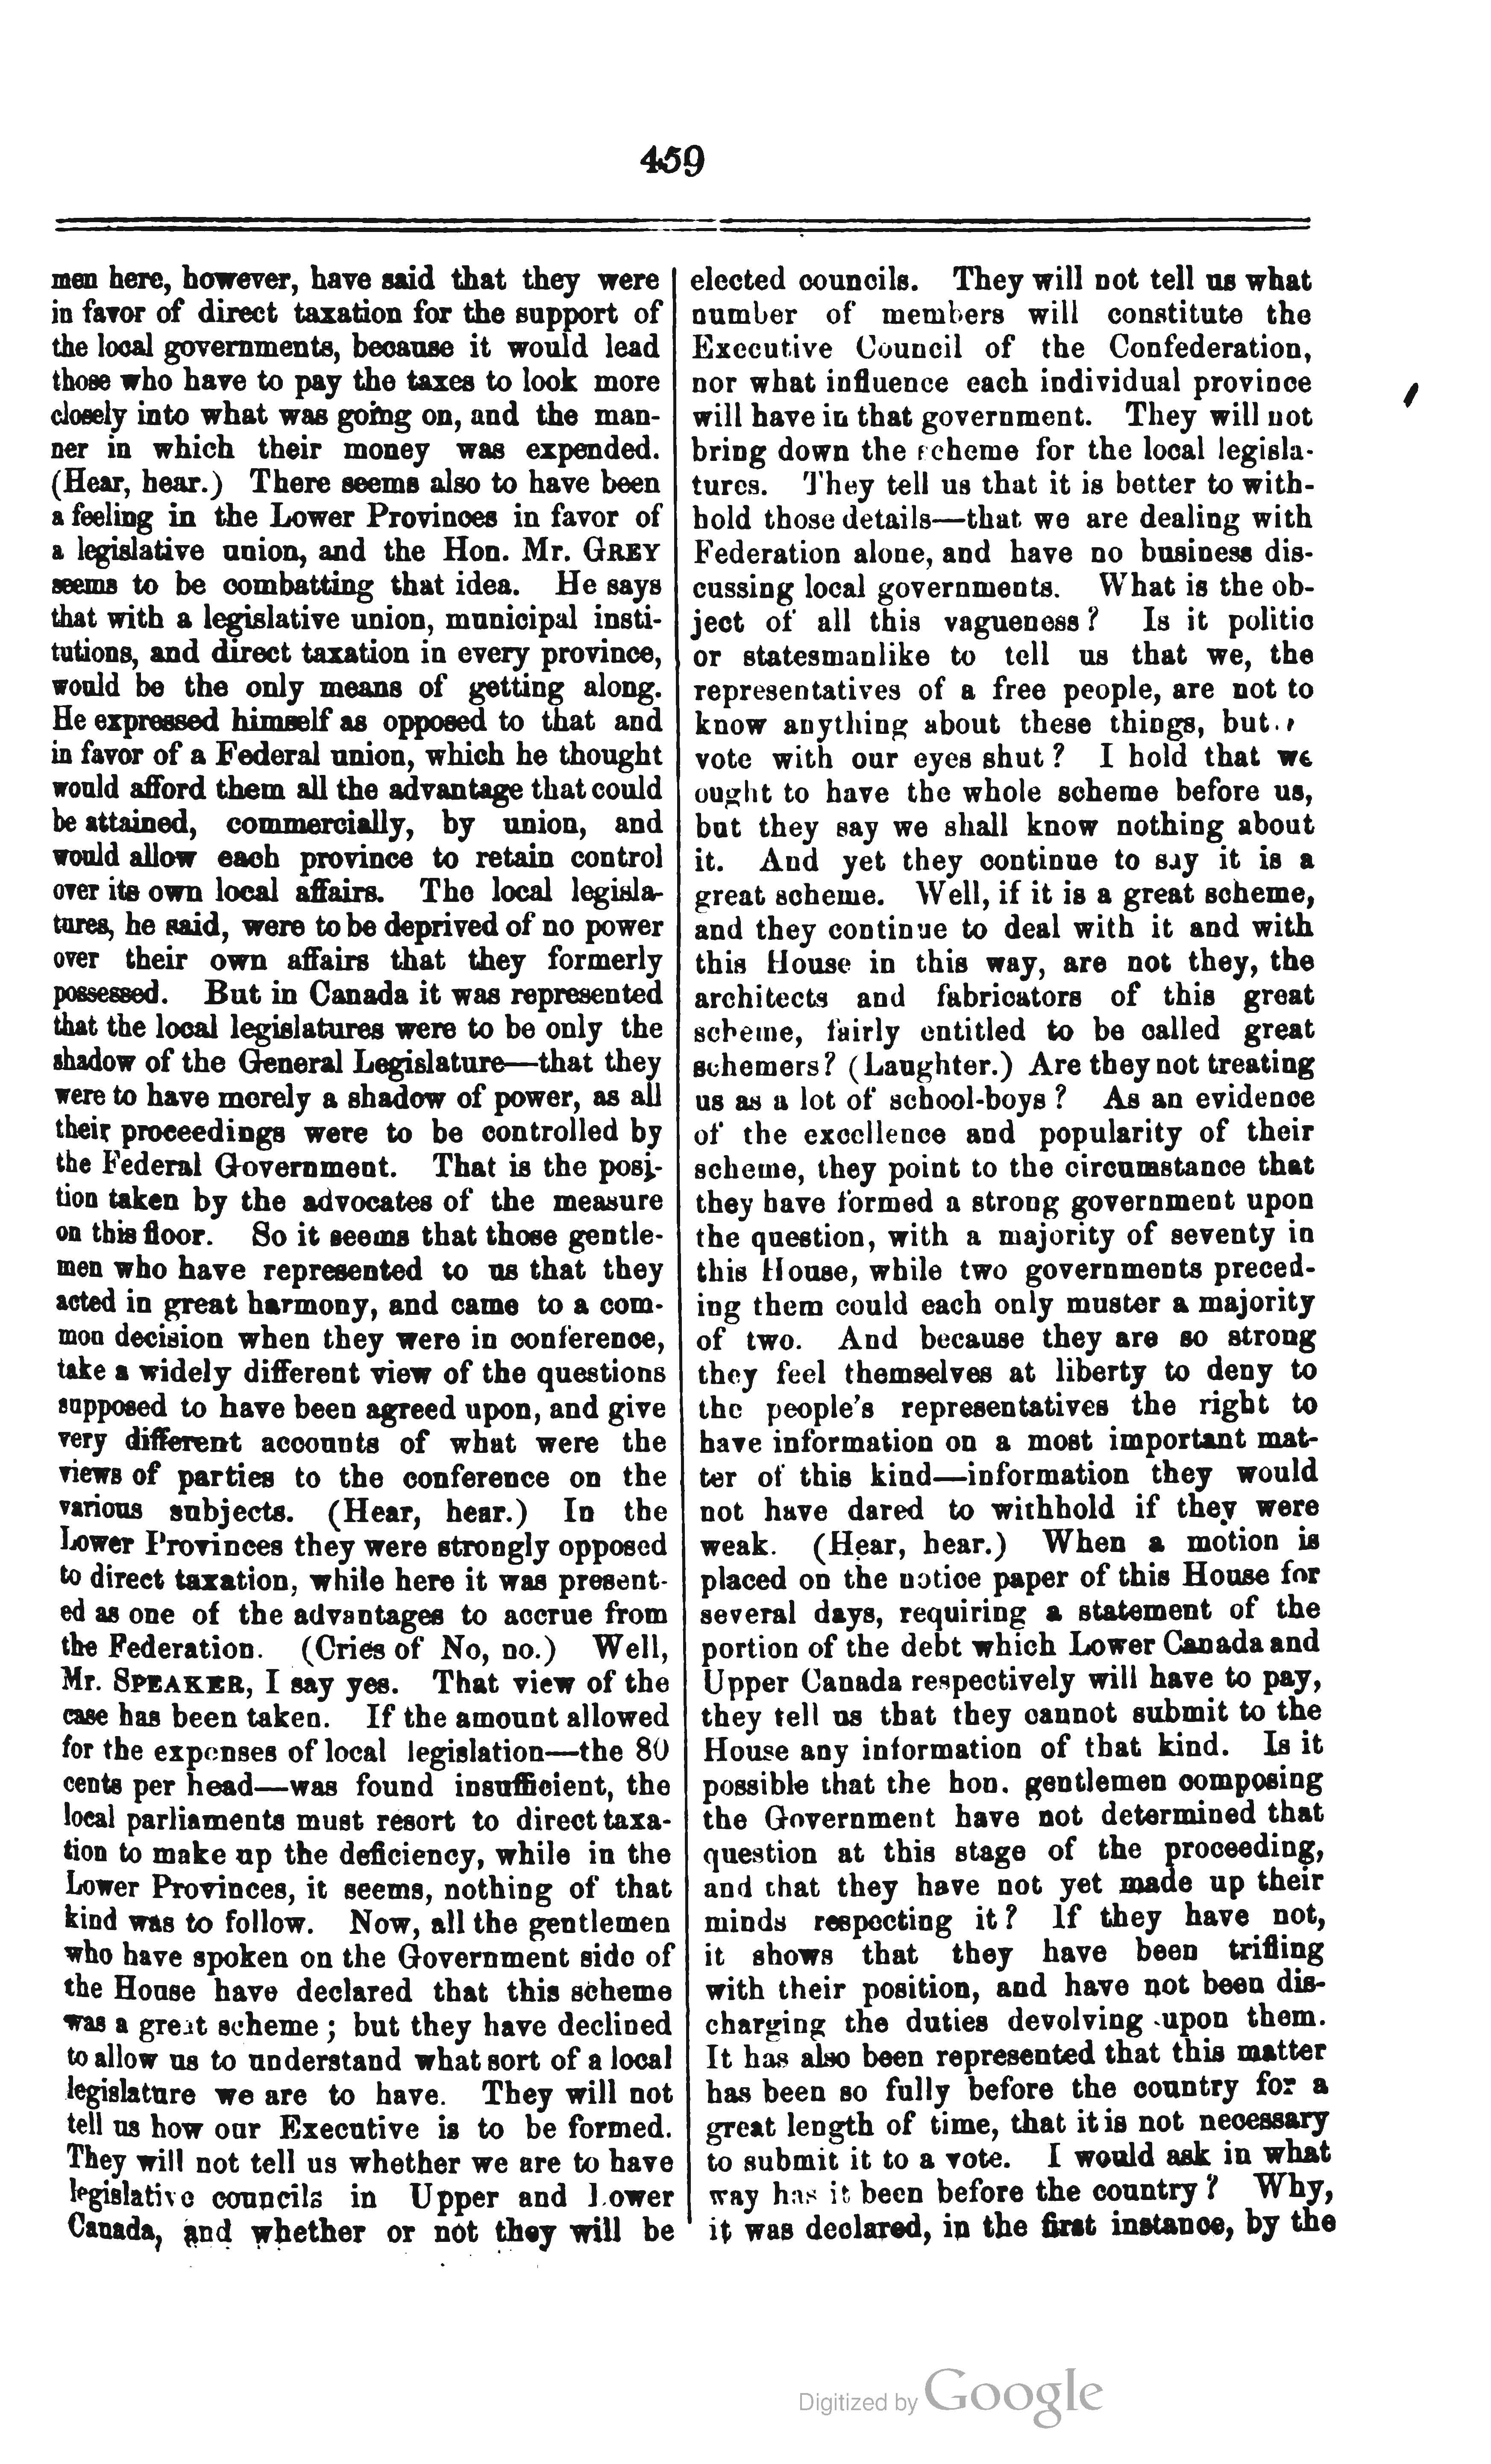 459
men here, however, have said that they were
in favor of direct taxation for the support of
the local governments, because it would lead
those who have to pay the taxes to look more
closely into what was going on, and the man-
ner in which their money was expended.
(Hear, hear.) There seems also to have been
a feeling in the Lower Provinces in favor of
a legislative union, and the Hon. Mr. GREY
seems to be combatting that idea. He says
that with a legislative union, municipal insti-
tutions, and direct taxation in every province,
would be the only means of getting along.
He expressed himself as opposed to that and
in favor of a Federal union, which he thought
would afford them all the advantage that could
be attained, commercially, by union, and
would allow each province to retain control
over its own local affairs. The local legisla-
tures, he said, were to be deprived of no power
over their own affairs that they formerly
possessed. But in Canada it was represented
that the local legislatures were to be only the
shadow of the General Legislature—that they
were to have merely a shadow of power, as all
their proceedings were to be controlled by
the Federal Government. That is the posi-
tion taken by the advocates of the measure
on this floor. So it seems that those gentle-
men who have represented to us that they
acted in great harmony, and came to a com-
mon decision when they were in conference,
take a widely different view of the questions
supposed to have been agreed upon, and give
very different accounts of what were the
views of parties to the conference on the
various subjects. (Hear, hear.) In the
Lower Provinces they were strongly opposed
to direct taxation, while here it was present-
ed as one of the advantages to accrue from
the Federation. (Cries of No, no.) Well,
Mr. SPEAKER, I say yes. That view of the
case has been taken. If the amount allowed
for the expenses of local legislation—the 80
cents per head—was found insufficient, the
local parliaments must resort to direct taxa-
tion to make up the deficiency, while in the
Lower Provinces, it seems, nothing of that
kind was to follow. Now, all the gentlemen
who have spoken on the Government side of
the House have declared that this scheme
was a great scheme; but they have declined
to allow us to understand what sort of a local
legislature we are to have. They will not
tell us how our Executive is to be formed.
They will not tell us whether we are to have
legislative councils in Upper and Lower
Canada, and whether or not they will be
elected councils. They will not tell us what
number of members will constitute the
Executive Council of the Confederation,
nor what influence each individual province
will have in that government. They will not
bring down the scheme for the local legisla-
tures. They tell us that it is better to with-
hold those details—that we are dealing with
Federation alone, and have no business dis-
cussing local governments. What is the ob-
ject of all this vagueness? Is it politic
or statesmanlike to tell us that we, the
representatives of a free people, are not to
know anything about these things, but
vote with our eyes shut? I hold that we
ought to have the whole scheme before us,
but they say we shall know nothing about
it. And yet they continue to say it is a
great scheme. Well, if it is a great scheme,
and they continue to deal with it and with
this House in this way, are not they, the
architects and fabricators of this great
scheme, fairly entitled to be called great
schemers? (Laughter.) Are they not treating
us as a lot of school-boys? As an evidence
of the excellence and popularity of their
scheme, they point to the circumstance that
they have formed a strong government upon
the question, with a majority of seventy in
this House, while two governments preced-
ing them could each only muster a majority
of two. And because they are so strong
they feel themselves at liberty to deny to
the people's representatives the right to
have information on a most important mat-
ter of this kind—information they would
not have dared to withhold if they were
weak. (Hear, hear.) When a motion is
placed on the notice paper of this House for
several days, requiring a statement of the
portion of the debt which Lower Canada and
Upper Canada respectively will have to pay,
they tell us that they cannot submit to the
House any information of that kind. Is it
possible that the hon. gentlemen composing
the Government have not determined that
question at this stage of the proceeding,
and that they have not yet made up their
minds respecting it? If they have not,
it shows that they have been trifling
with their position, and have not been dis-
charging the duties devolving upon them.
It has also been represented that this matter
has been so fully before the country for a
great length of time, that it is not necessary
to submit it to a vote. I would ask in what
way has it been before the country? Why,
it was declared, in the first instance, by the
Digitized by Google